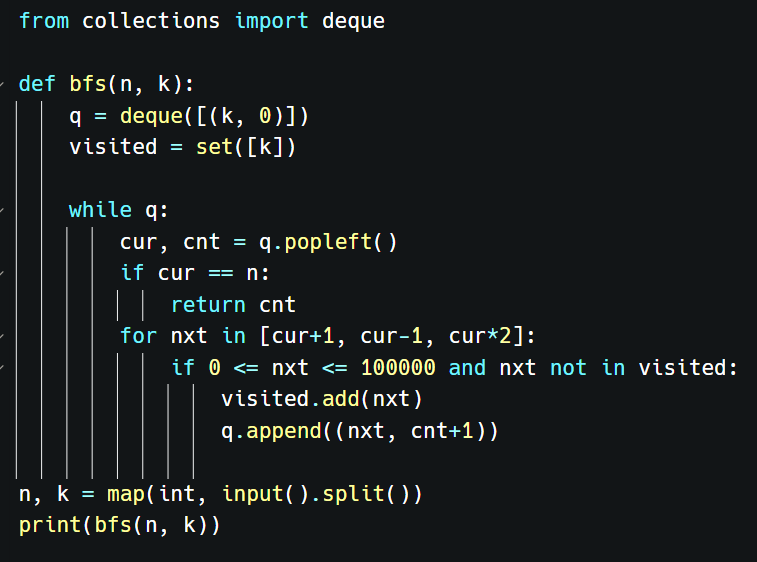 from collections import deque
def bfs(n, k):
q = deque([(k, 0)])
visited = set([k])
while q:
cur, cnt = q.popleft()
if cur == n:
return cnt
for nxt in [cur+1, cur-1, cur*2]:
if 0 <= nxt <= 100000 and nxt not in visited:
visited.add(nxt)
q.append((nxt, cnt+1))
n, k = map(int, input().split())
print(bfs(n, k))